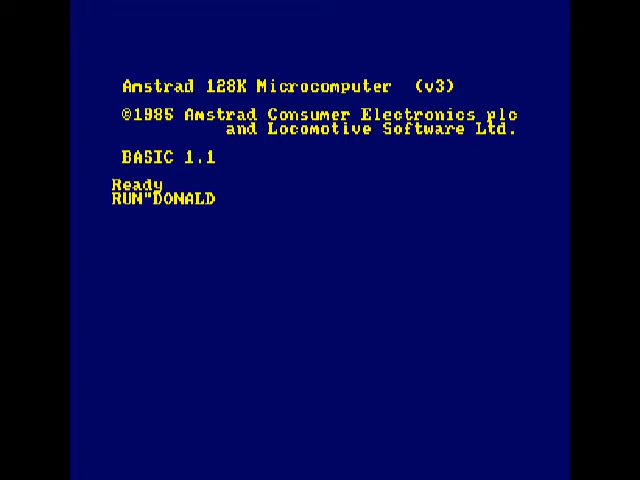 Amstrad 128K Microcomputer (v3)
©1985 Amstrad Consumer Electronics plc
and Locomotive Software Ltd.
BASIC 1.1
Ready
RUN"DONALD